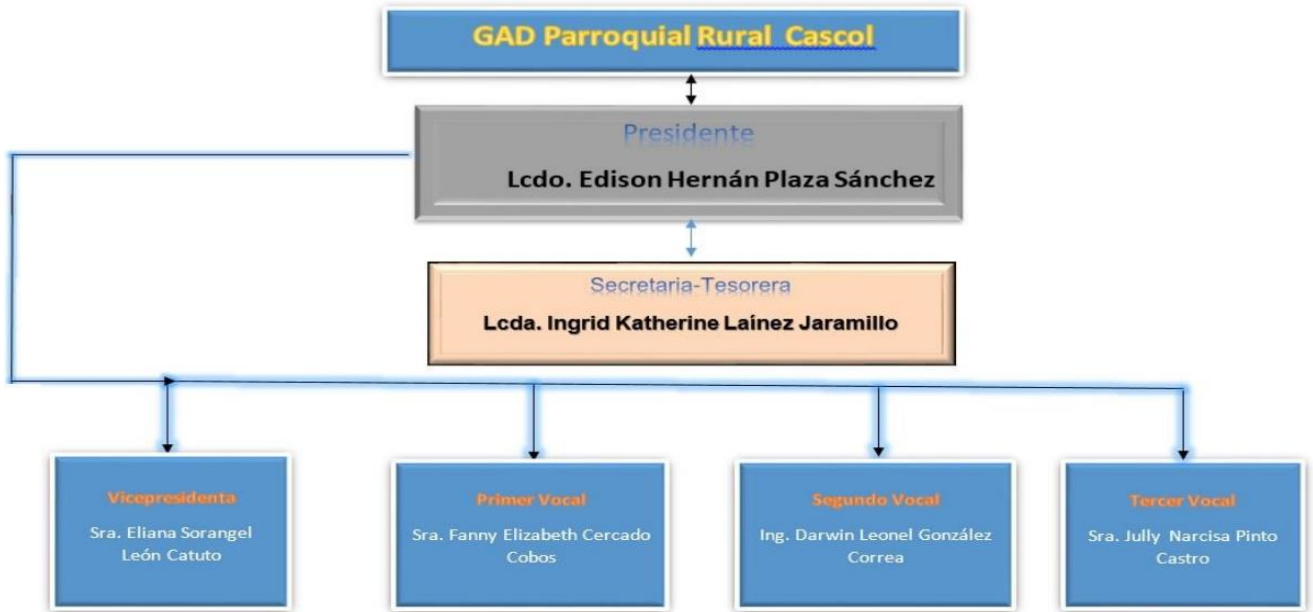 GAD Parroquial Rural Cascol
Presidente
Lcdo. Edison Hernán Plaza Sánchez
Secretaria-Tesorera
Lcda. Ingrid Katherine Laínez Jaramillo
Vicepresidenta
Sra. Eliana Sorangel
León Catuto
Primer Vocal
Sra. Fanny Elizabeth Cercado
Cobos
Segundo Vocal
Ing. Darwin Leonel González
Correa
Tercer Vocal
Sra. Jully Narcisa Pinto
Castro